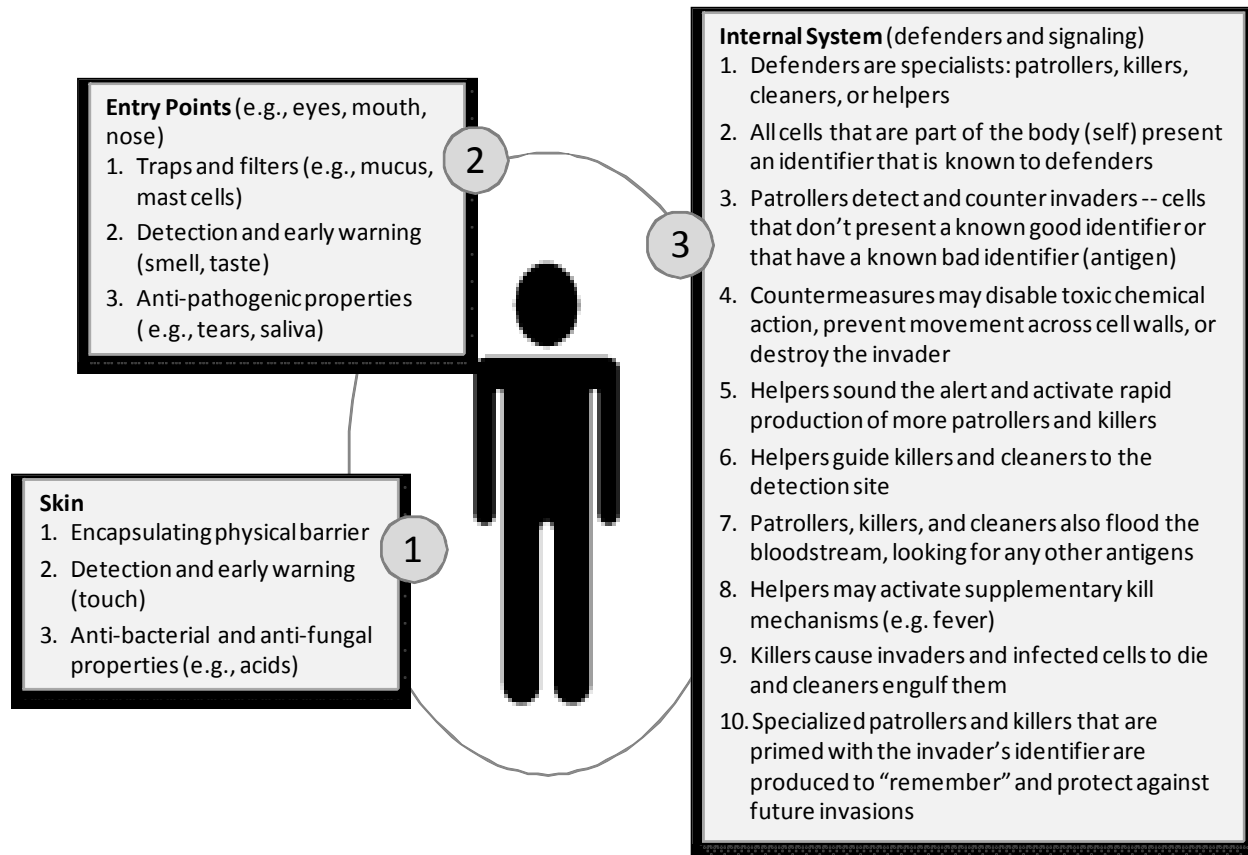 Skin
1. Encapsulating physical barrier
2. Detection and early warning
(touch)
3. Anti-bacterial and anti-fungal
properties (e.g., acids)
1
Entry Points (e.g., eyes, mouth,
nose)
1. Traps and filters (e.g., mucus,
mast cells)
2. Detection and early warning
(smell, taste)
3. Anti-pathogenic properties
( e.g., tears, saliva)
2
Internal System (defenders and signaling)
1. Defenders are specialists: patrollers, killers,
cleaners, or helpers
2. All cells that are part of the body (self) present
an identifier that is known to defenders
3. Patrollers detect and counter invaders -- cells
that don't present a known good identifier or
that have a known bad identifier (antigen)
4. Countermeasures may disable toxic chemical
action, prevent movement across cell walls, or
destroy the invader
5. Helpers sound the alert and activate rapid
production of more patrollers and killers
6. Helpers guide killers and cleaners to the
detection site
7. Patrollers, killers, and cleaners also flood the
bloodstream, looking for any other antigens
8. Helpers may activate supplementary kill
mechanisms (e.g. fever)
9. Killers cause invaders and infected cells to die
and cleaners engulf them
10. Specialized patrollers and killers that are
primed with the invader's identifier are
produced to “remember” and protect against
future invasions
3